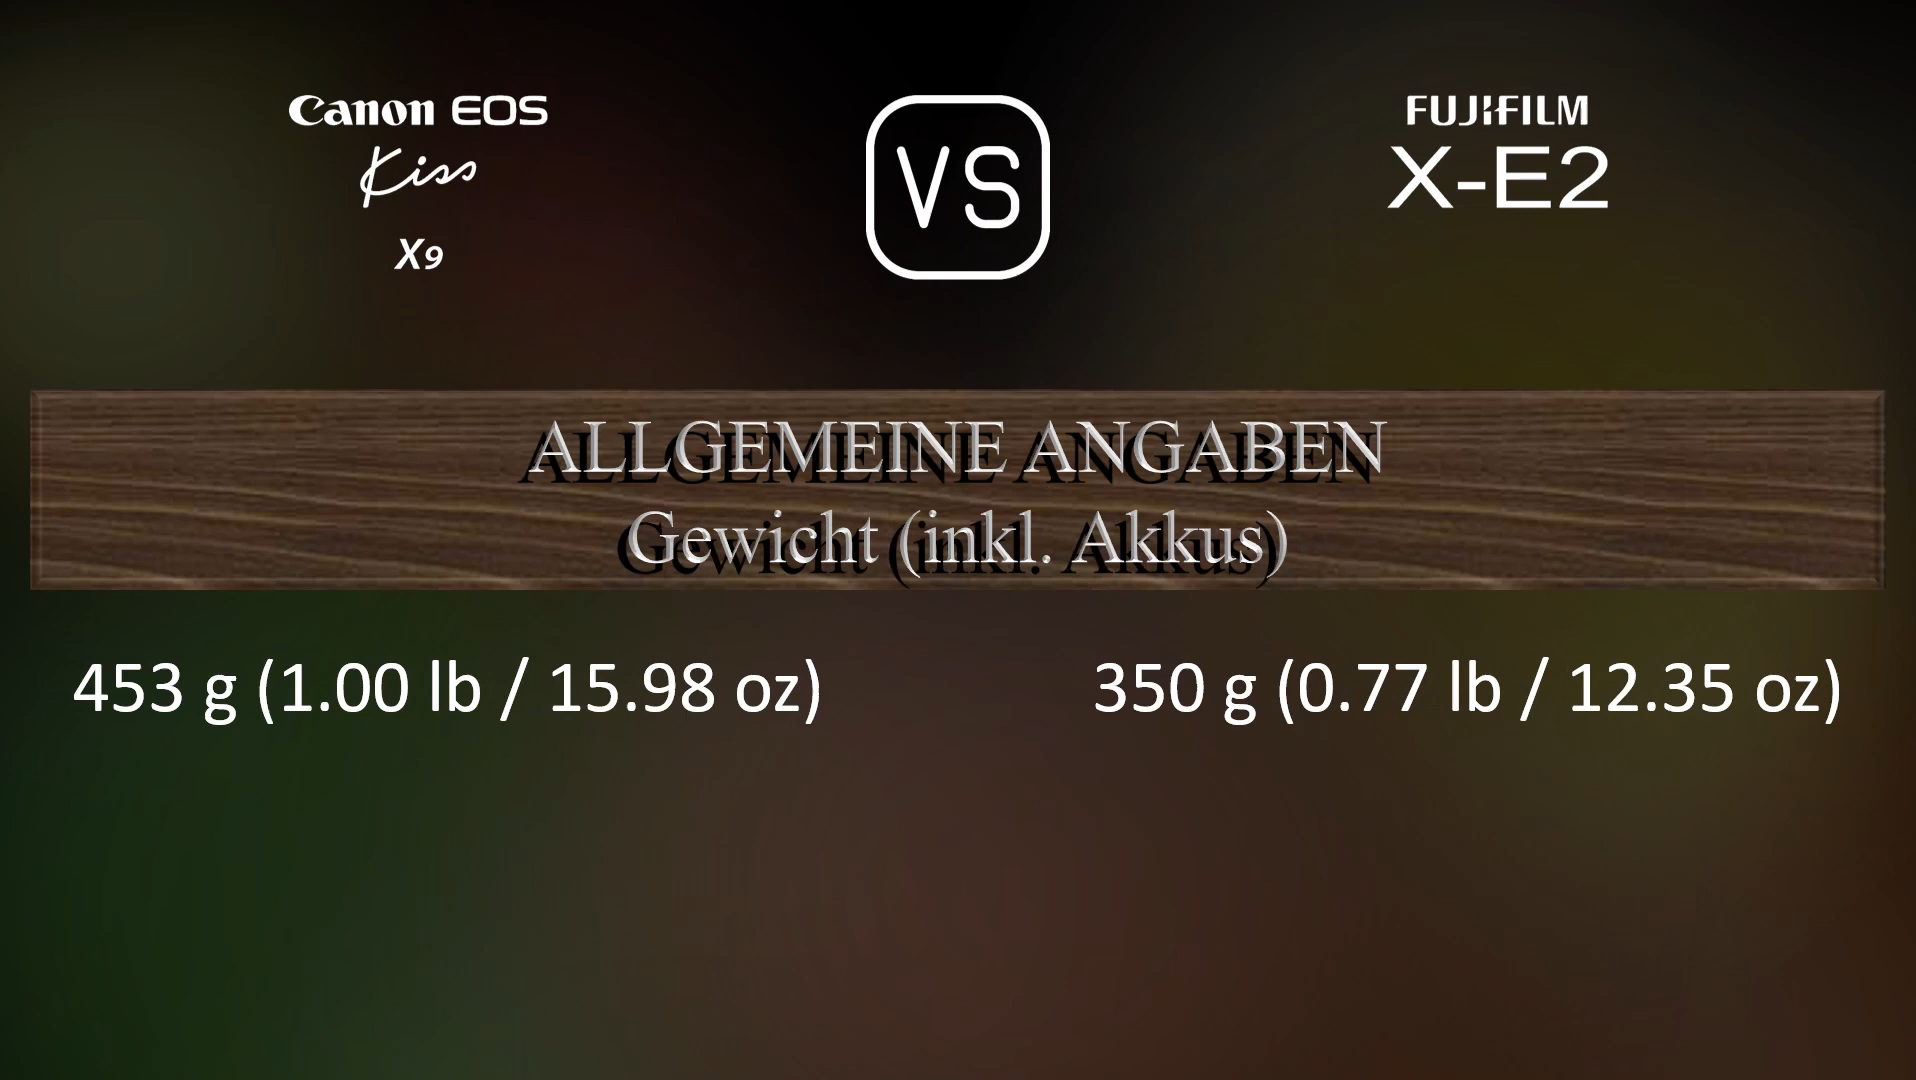 Canon EOS
Kiss
X9
VS
FUJIFILM
X-E2
ALLGEMEINE ANGABEN
Gewicht (inkl. Akkus)
453 g (1.00 lb / 15.98 oz)
350 g (0.77 lb / 12.35 oz)